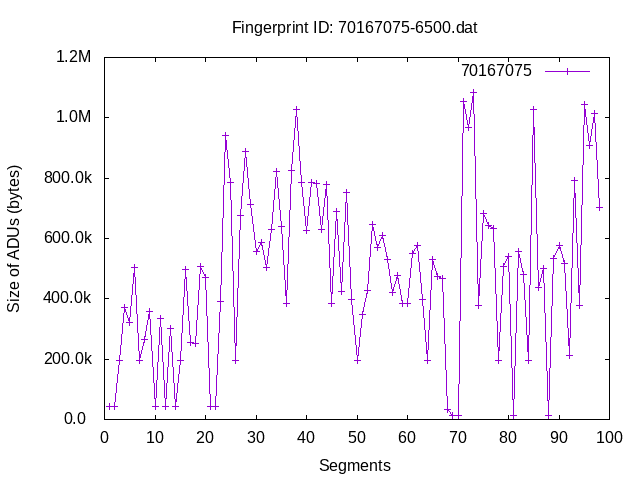 Fingerprint ID: 70167075-6500.dat
1.2M
70167075
1.0M
800.0k
600.0k
400.0k
200.0k
0.0
Size of ADUs (bytes)
0 10 20 30 40 50 60 70 80 90 100
Segments